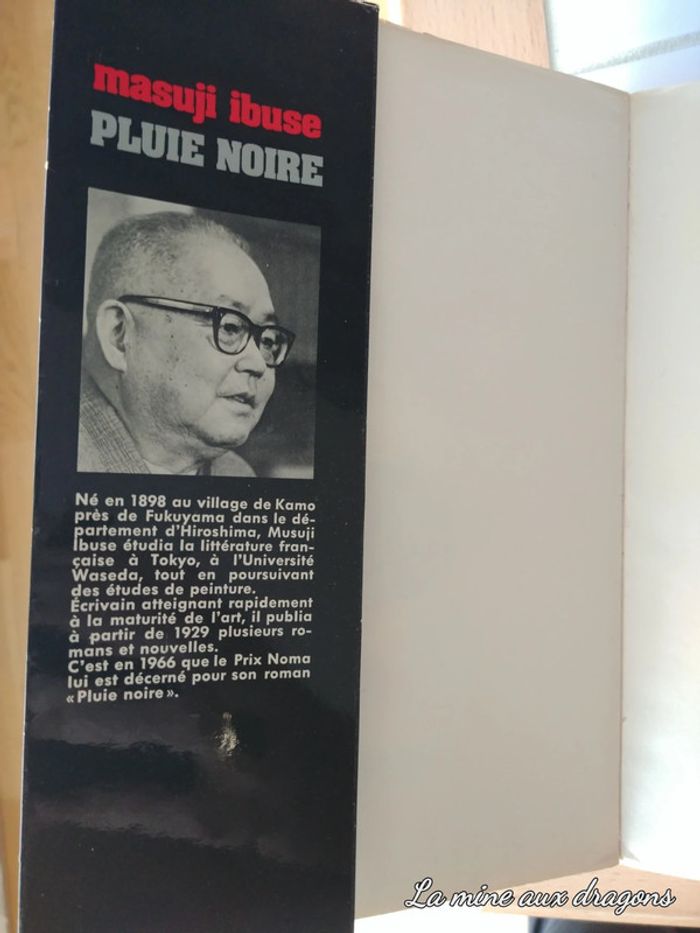 masuji ibuse
PLUIE NOIRE
Né en 1898 au village de Kamo
près de Fukuyama dans le dé-
partement d'Hiroshima, Musuji
Ibuse étudia la littérature fran-
çaise à Tokyo, à l'Université
Waseda, tout en poursuivant
des études de peinture.
Écrivain atteignant rapidement
à la maturité de l'art, il publia
à partir de 1929 plusieurs ro-
mans et nouvelles.
C'est en 1966 que le Prix Noma
lui est décerné pour son roman
«Pluie noire».
La mine aux dragons